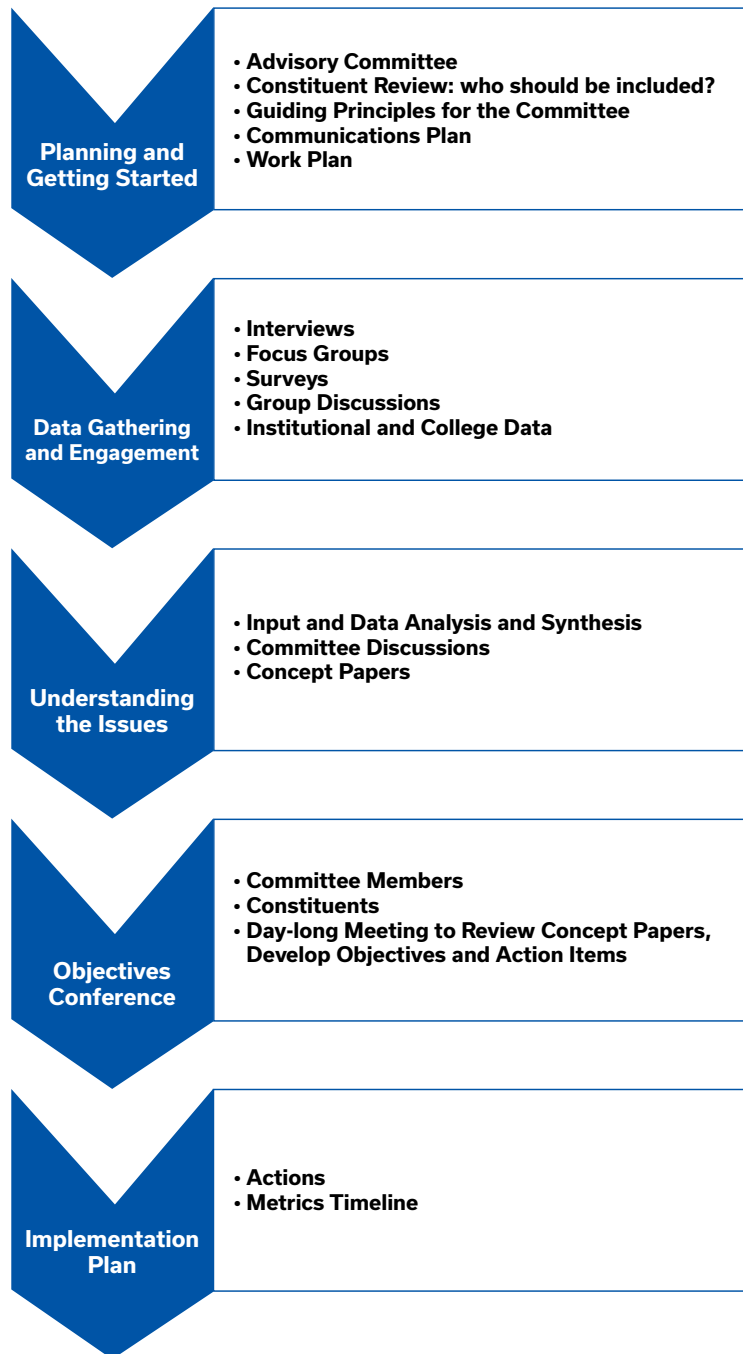 Planning and
Getting Started
• Advisory Committee
• Constituent Review: who should be included?
• Guiding Principles for the Committee
• Communications Plan
• Work Plan
Data Gathering
and Engagement
• Interviews
• Focus Groups
• Surveys
• Group Discussions
• Institutional and College Data
Understanding
the Issues
• Input and Data Analysis and Synthesis
• Committee Discussions
• Concept Papers
Objectives
Conference
• Committee Members
• Constituents
• Day-long Meeting to Review Concept Papers,
Develop Objectives and Action Items
Implementation
Plan
• Actions
• Metrics Timeline